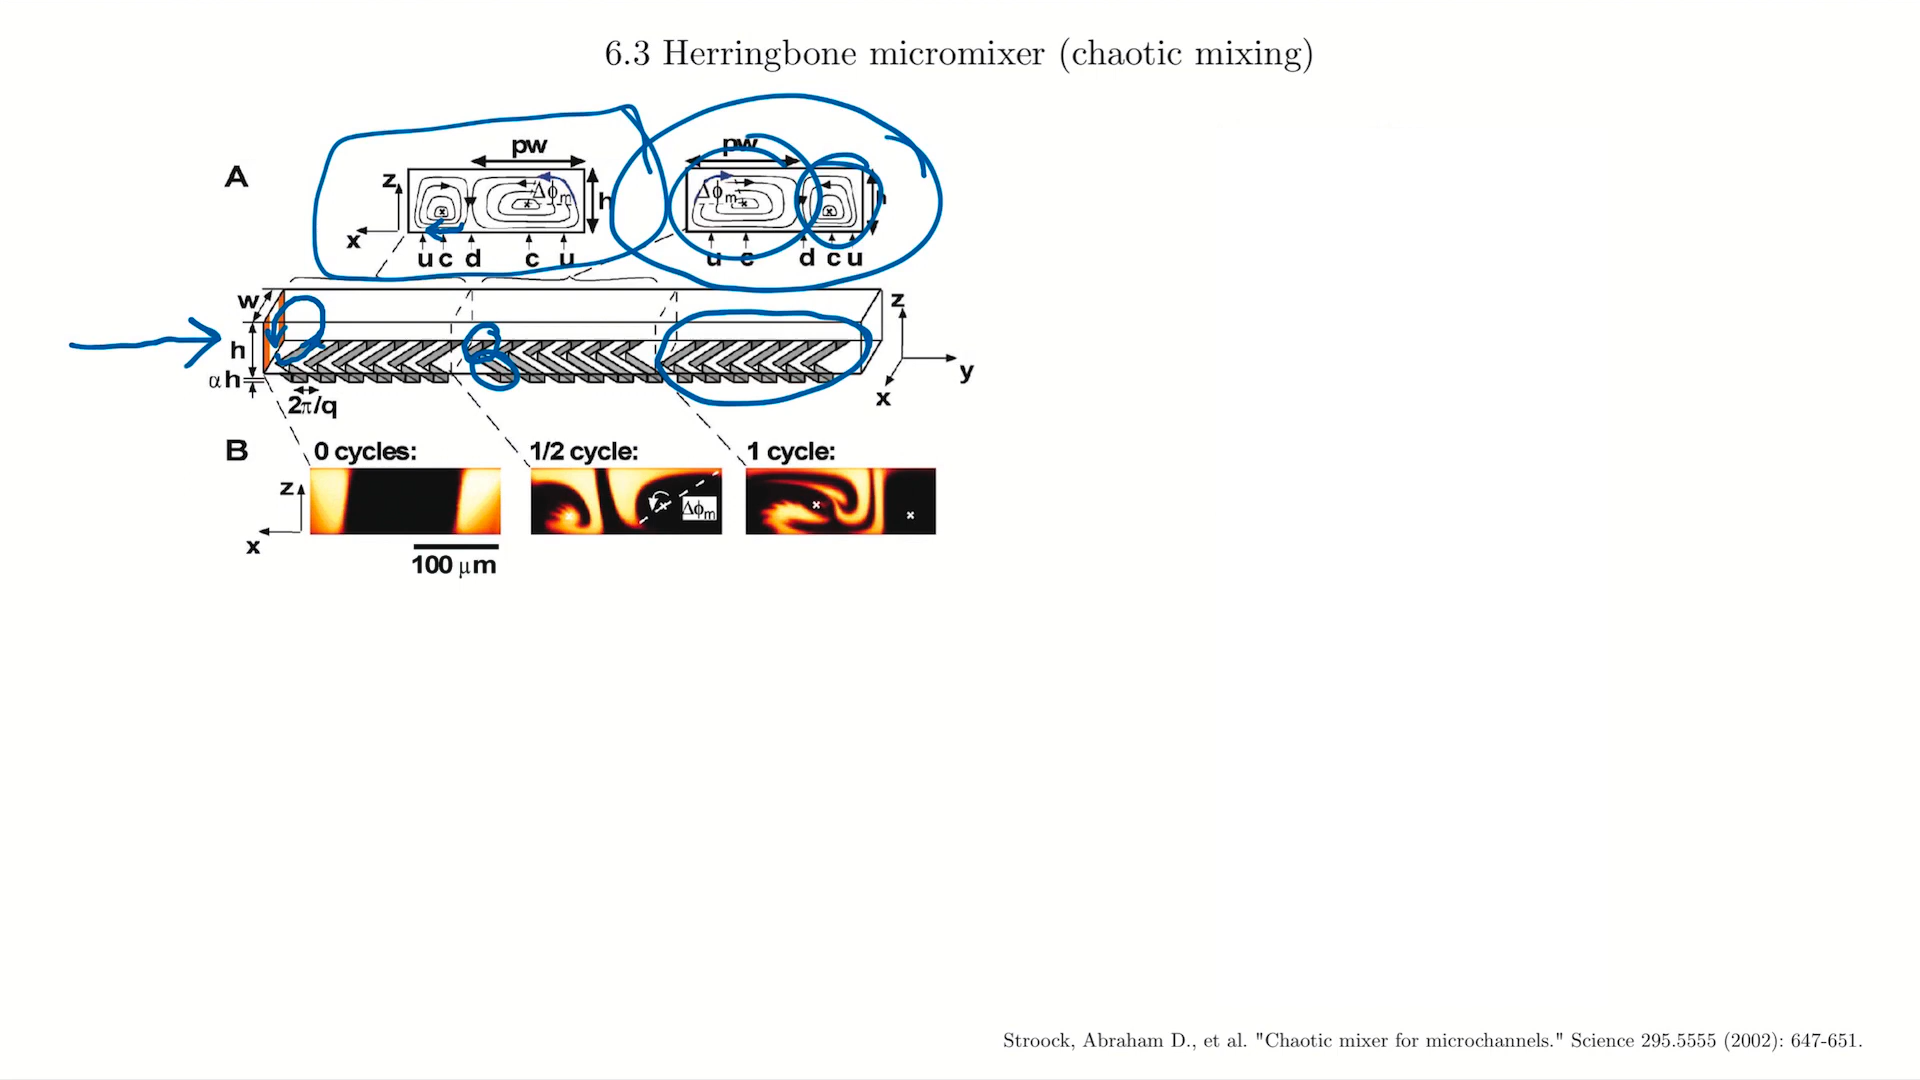 6.3 Herringbone micromixer (chaotic mixing)
A
pw
z
Δϕm
h
x
u c d c u
pw
Δϕm
u c d c u
w
h
αh
2π/q
z
y
x
B
0 cycles:
1/2 cycle:
1 cycle:
z
x
Δϕm
100 μm
Stroock, Abraham D., et al. "Chaotic mixer for microchannels." Science 295.5555 (2002): 647-651.